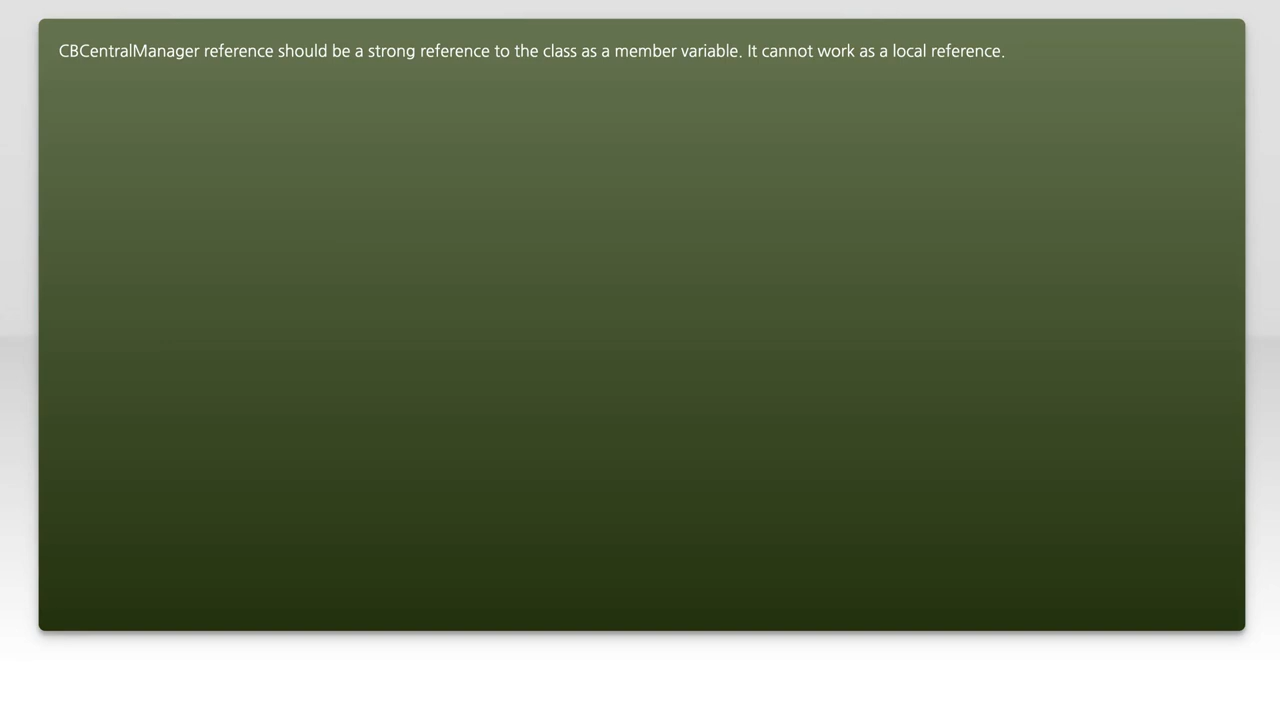 CBCentralManager reference should be a strong reference to the class as a member variable. It cannot work as a local reference.